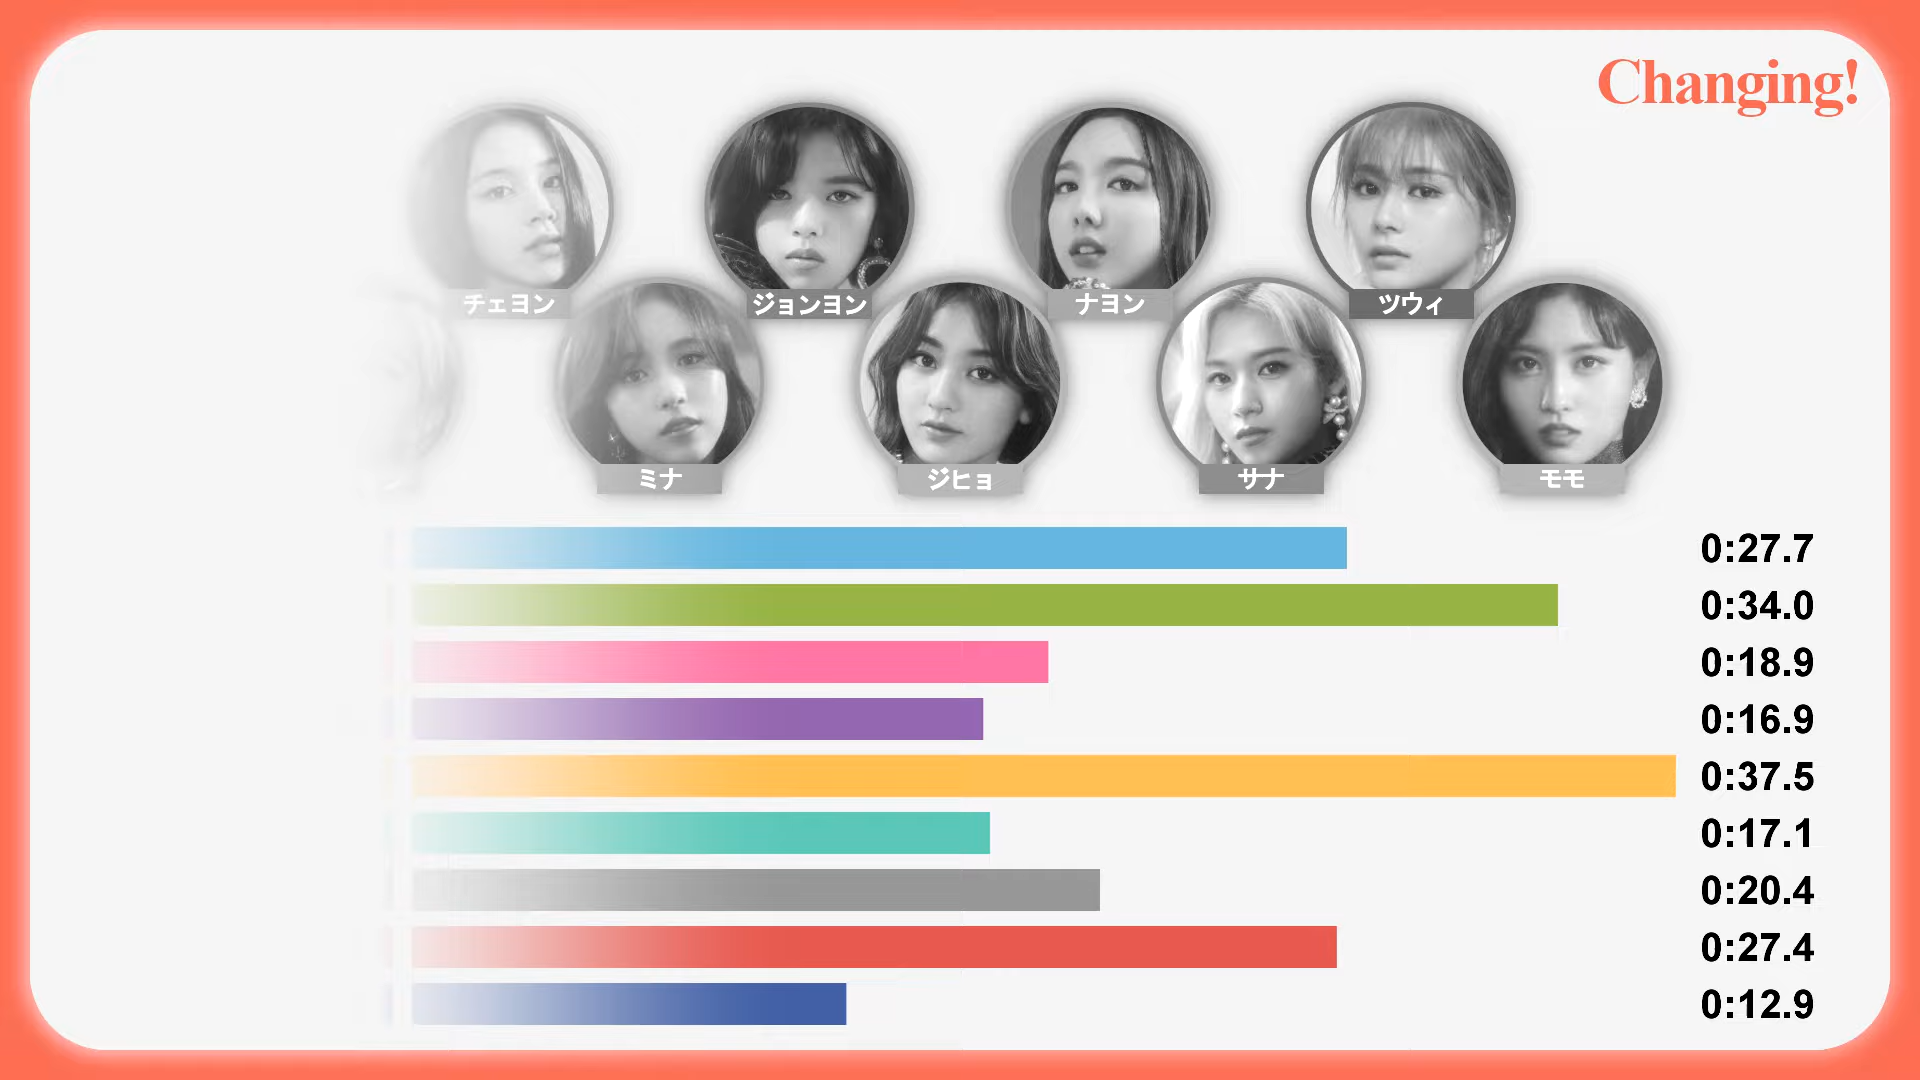 Changing!
チェヨン
ジョンヨン
ナヨン
ツウィ
ミナ
ジヒョ
サナ
モモ
0:27.7
0:34.0
0:18.9
0:16.9
0:37.5
0:17.1
0:20.4
0:27.4
0:12.9